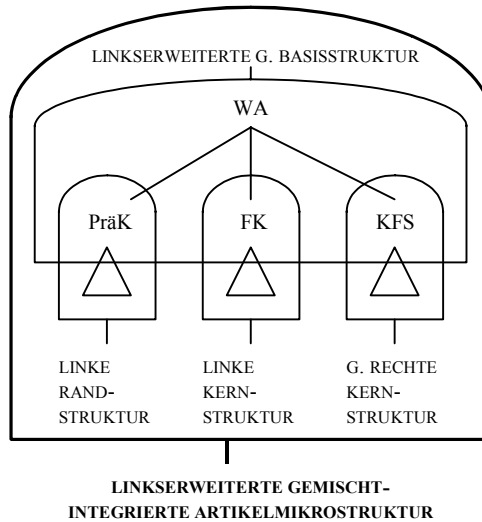 LINKSERWEITERTE G. BASISSTRUKTUR
WA
PräK FK KFS
LINKE
RAND-
STRUKTUR
LINKE
KERN-
STRUKTUR
G. RECHTE
KERN-
STRUKTUR
LINKSERWEITERTE GEMISCHT-
INTEGRIERTE ARTIKELMIKROSTRUKTUR